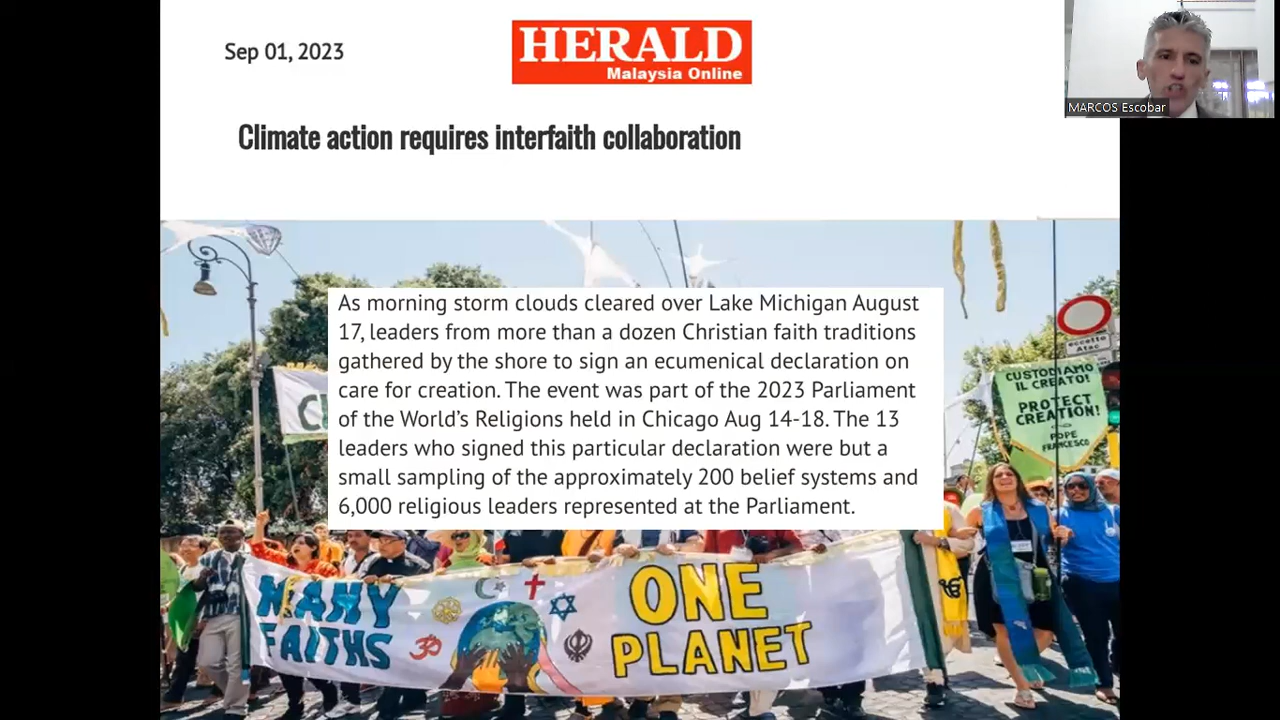 Sep 01, 2023
HERALD
Malaysia Online
MARCOS Escobar
Climate action requires interfaith collaboration
As morning storm clouds cleared over Lake Michigan August
17, leaders from more than a dozen Christian faith traditions
gathered by the shore to sign an ecumenical declaration on
care for creation. The event was part of the 2023 Parliament
of the World’s Religions held in Chicago Aug 14-18. The 13
leaders who signed this particular declaration were but a
small sampling of the approximately 200 belief systems and
6,000 religious leaders represented at the Parliament.
eccetto
Atac
CUSTODIAMO
IL CREATO!
PROTECT
CREATION!
POPE
FRANCESCO
MANY
FAITHS
ONE
PLANET